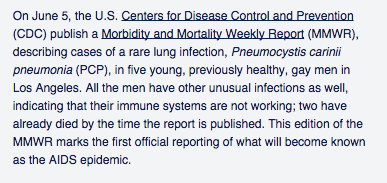 On June 5, the U.S. Centers for Disease Control and Prevention
(CDC) publish a Morbidity and Mortality Weekly Report (MMWR),
describing cases of a rare lung infection, Pneumocystis carinii
pneumonia (PCP), in five young, previously healthy, gay men in
Los Angeles. All the men have other unusual infections as well,
indicating that their immune systems are not working; two have
already died by the time the report is published. This edition of the
MMWR marks the first official reporting of what will become known
as the AIDS epidemic.